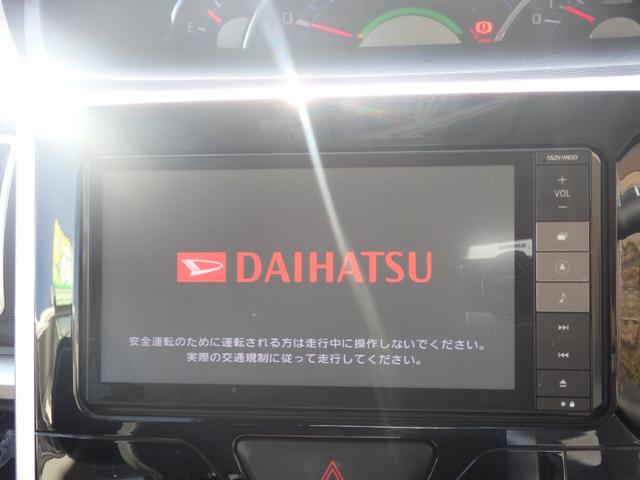 E 0 0
NSZN-W65D
+
VOL
−
DAIHATSU
安全運転のために運転される方は走行中に操作しないでください。
実際の交通規制に従って走行してください。